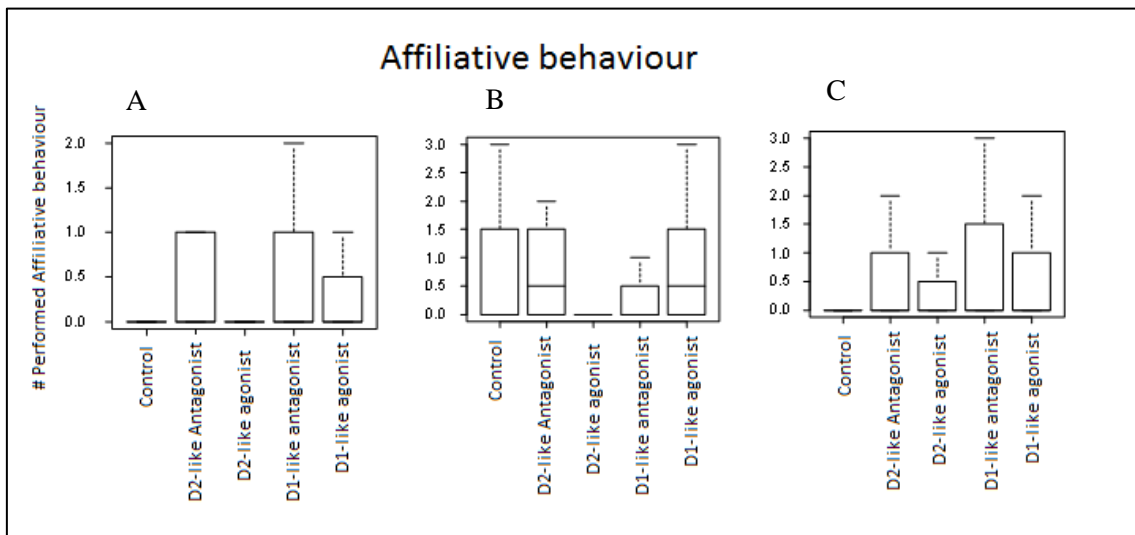 Affiliative behaviour
A
B
C
# Performed Affiliative behaviour
2.0
1.5
1.0
0.5
0.0
Control
D2-like Antagonist
D2-like agonist
D1-like antagonist
D1-like agonist
3.0
2.5
2.0
1.5
1.0
0.5
0.0
Control
D2-like Antagonist
D2-like agonist
D1-like antagonist
D1-like agonist
3.0
2.5
2.0
1.5
1.0
0.5
0.0
Control
D2-like Antagonist
D2-like agonist
D1-like antagonist
D1-like agonist